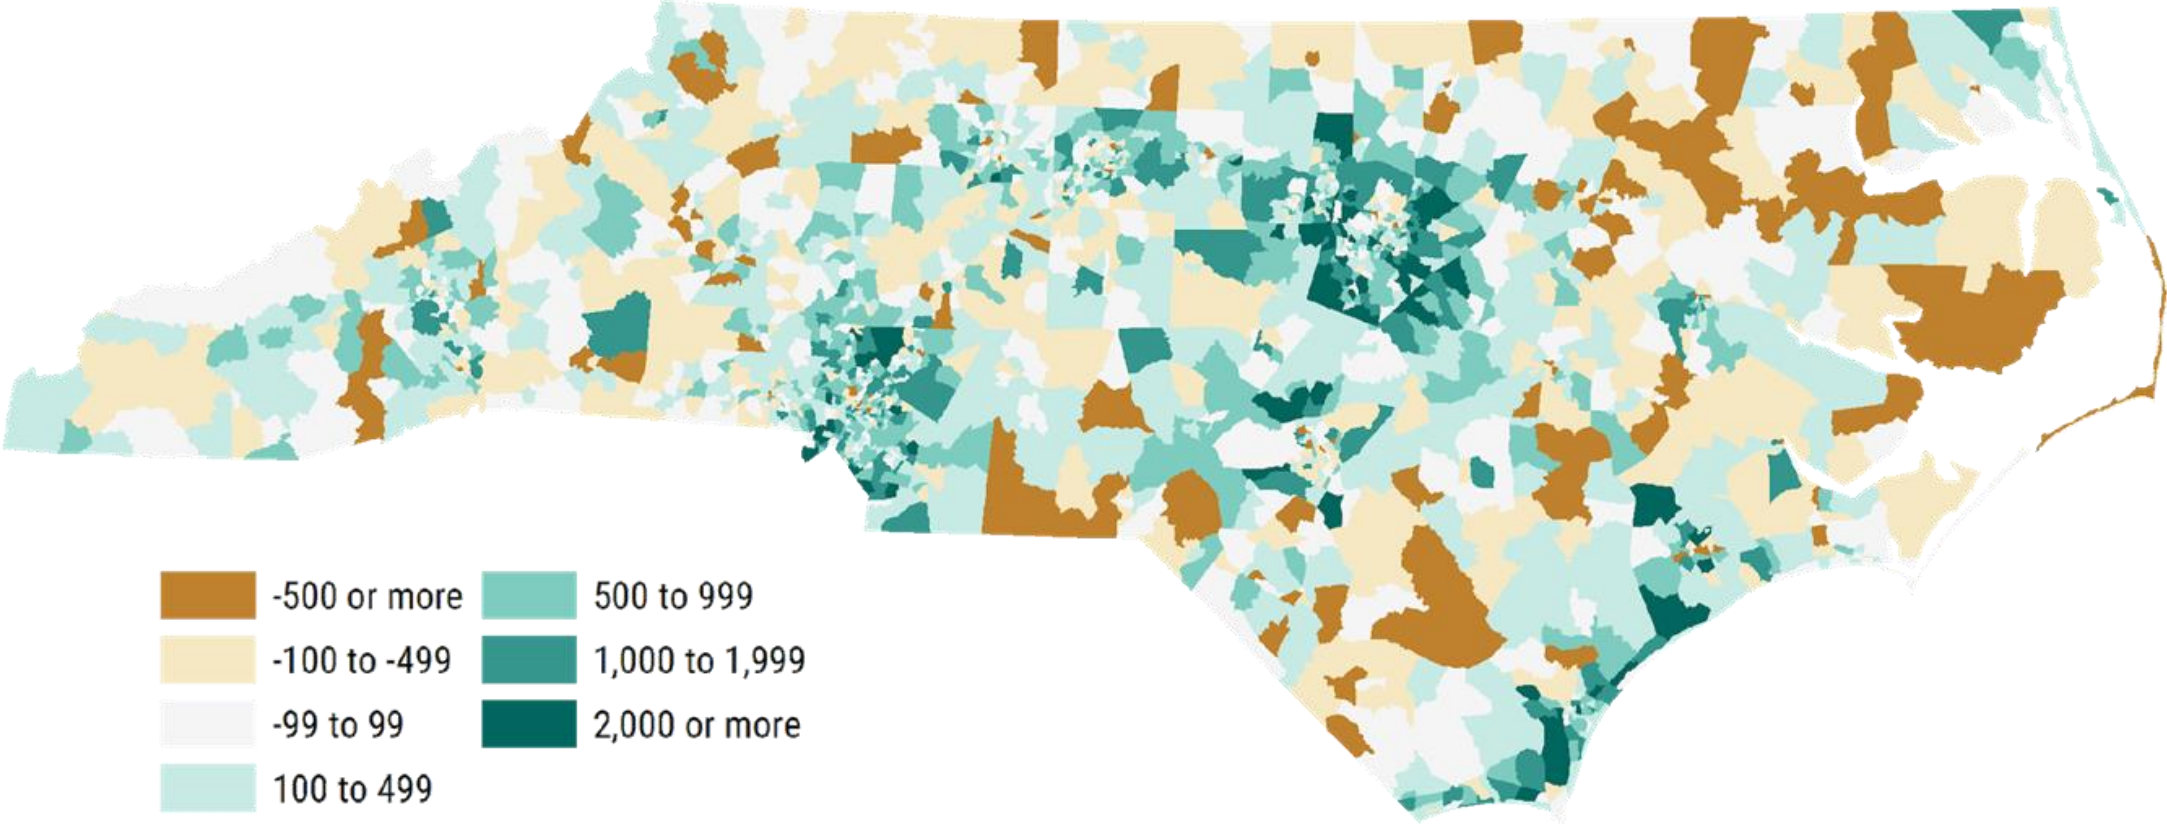 -500 or more
-100 to -499
-99 to 99
100 to 499
500 to 999
1,000 to 1,999
2,000 or more